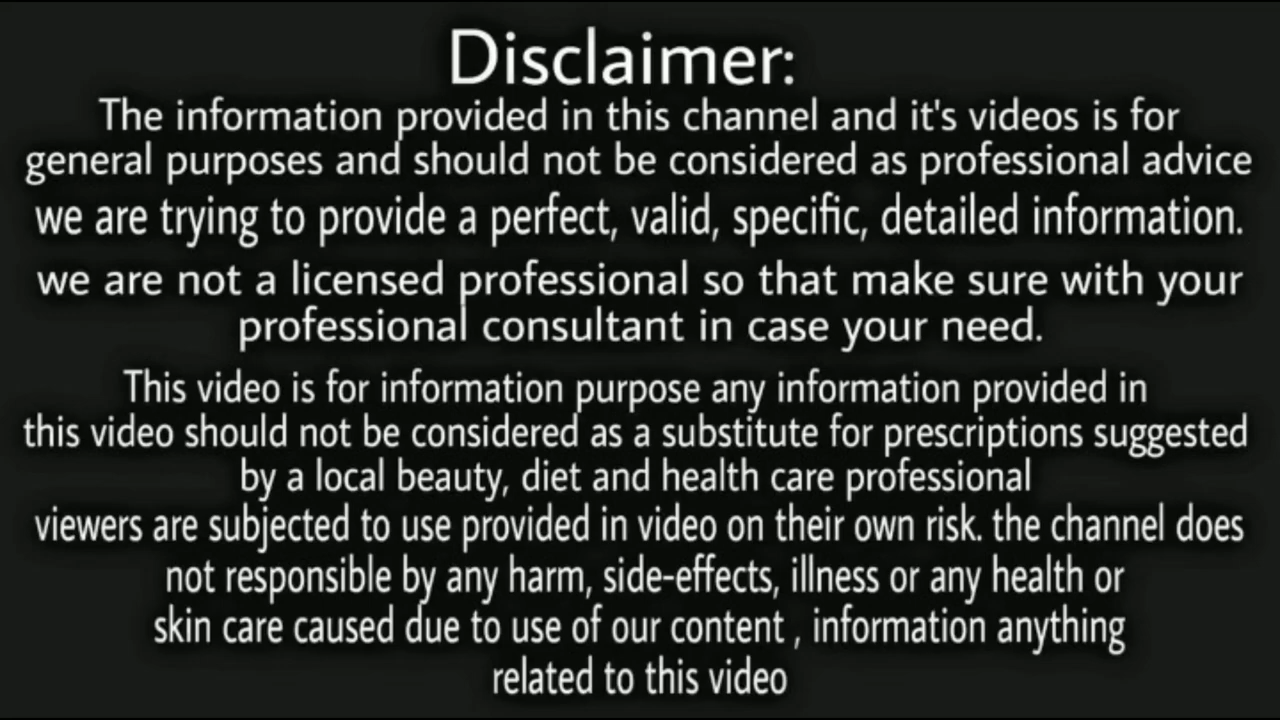 Disclaimer:
The information provided in this channel and it's videos is for
general purposes and should not be considered as professional advice
we are trying to provide a perfect, valid, specific, detailed information.
we are not a licensed professional so that make sure with your
professional consultant in case your need.
This video is for information purpose any information provided in
this video should not be considered as a substitute for prescriptions suggested
by a local beauty, diet and health care professional
viewers are subjected to use provided in video on their own risk. the channel does
not responsible by any harm, side-effects, illness or any health or
skin care caused due to use of our content , information anything
related to this video